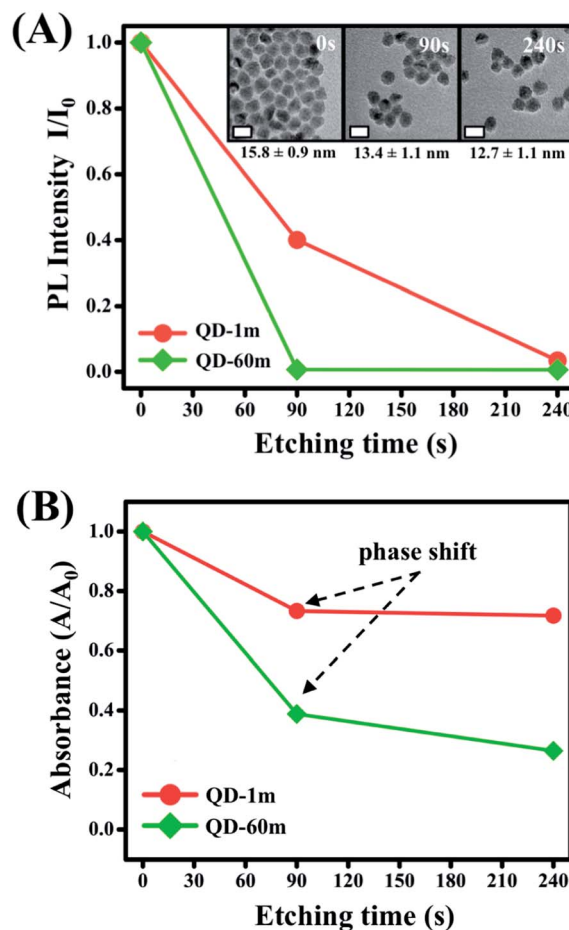 (A)
PL Intensity I/I₀
1.0
0.8
0.6
0.4
0.2
0.0
0s
90s
240s
15.8 ± 0.9 nm
13.4 ± 1.1 nm
12.7 ± 1.1 nm
QD-1m
QD-60m
0 30 60 90 120 150 180 210 240
Etching time (s)
(B)
Absorbance (A/A₀)
1.0
0.8
0.6
0.4
0.2
0.0
phase shift
QD-1m
QD-60m
0 30 60 90 120 150 180 210 240
Etching time (s)